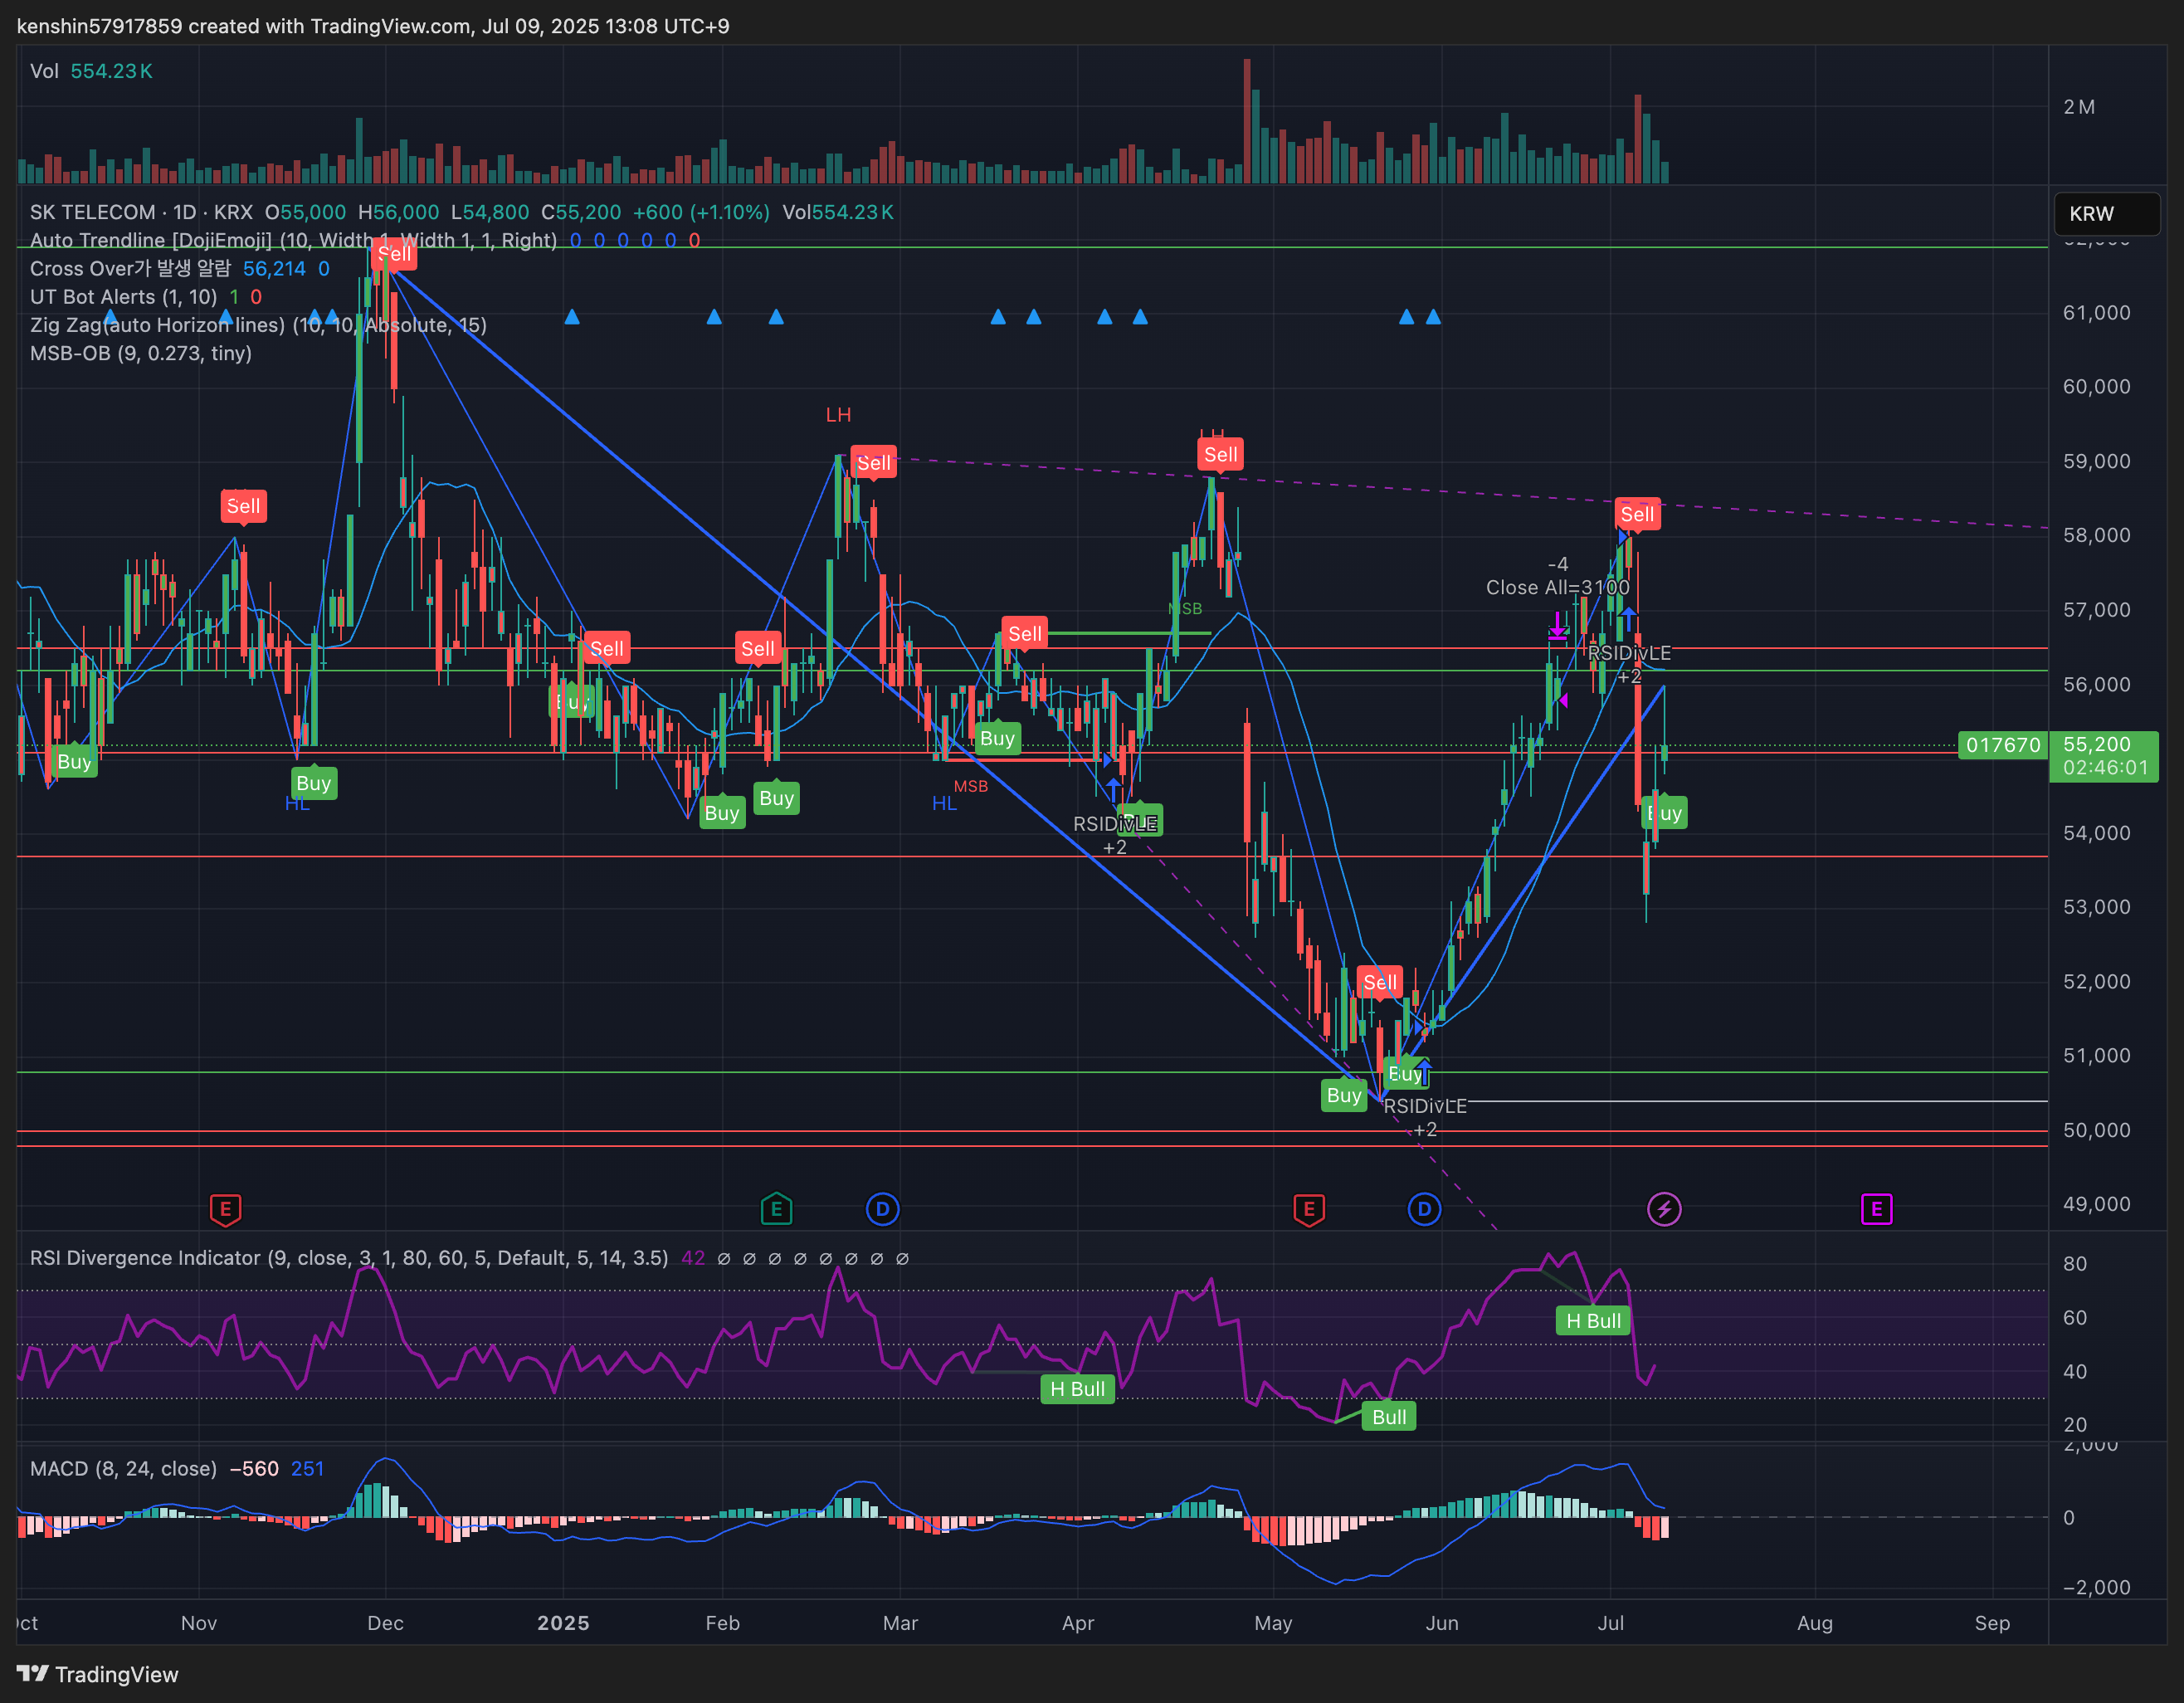 kenshin57917859 created with TradingView.com, Jul 09, 2025 13:08 UTC+9
Vol 554.23 K
2 M
SK TELECOM · 1D · KRX O55,000 H56,000 L54,800 C55,200 +600 (+1.10%) Vol554.23 K
KRW
Auto Trendline [DojiEmoji] (10, Width 1, Width 1, 1, Right) 0 0 0 0 0 0
Sell
Cross Over가 발생 알람 56,214 0
UT Bot Alerts (1, 10) 1 0
61,000
Zig Zag(auto Horizon lines) (10, 10, Absolute, 15)
MSB-OB (9, 0.273, tiny)
60,000
LH
Sell
Sell
59,000
Sell
Sell
58,000
-4
Close All=3100
57,000
MSB
Sell
Sell
Sell
RSIDivLE
+2
56,000
Buy
Buy
017670 55,200
02:46:01
Buy
Buy
MSB
HL
HL
Buy
Buy
Buy
RSIDivLE
+2
54,000
53,000
52,000
Sell
51,000
Buy
Buy
RSIDivLE
+2
50,000
49,000
E
E
D
E
D
E
RSI Divergence Indicator (9, close, 3, 1, 80, 60, 5, Default, 5, 14, 3.5) 42 ∅ ∅ ∅ ∅ ∅ ∅ ∅ ∅
80
60
H Bull
40
H Bull
Bull
20
MACD (8, 24, close) −560 251
0
−2,000
Nov Dec 2025 Feb Mar Apr May Jun Jul Aug Sep
TradingView